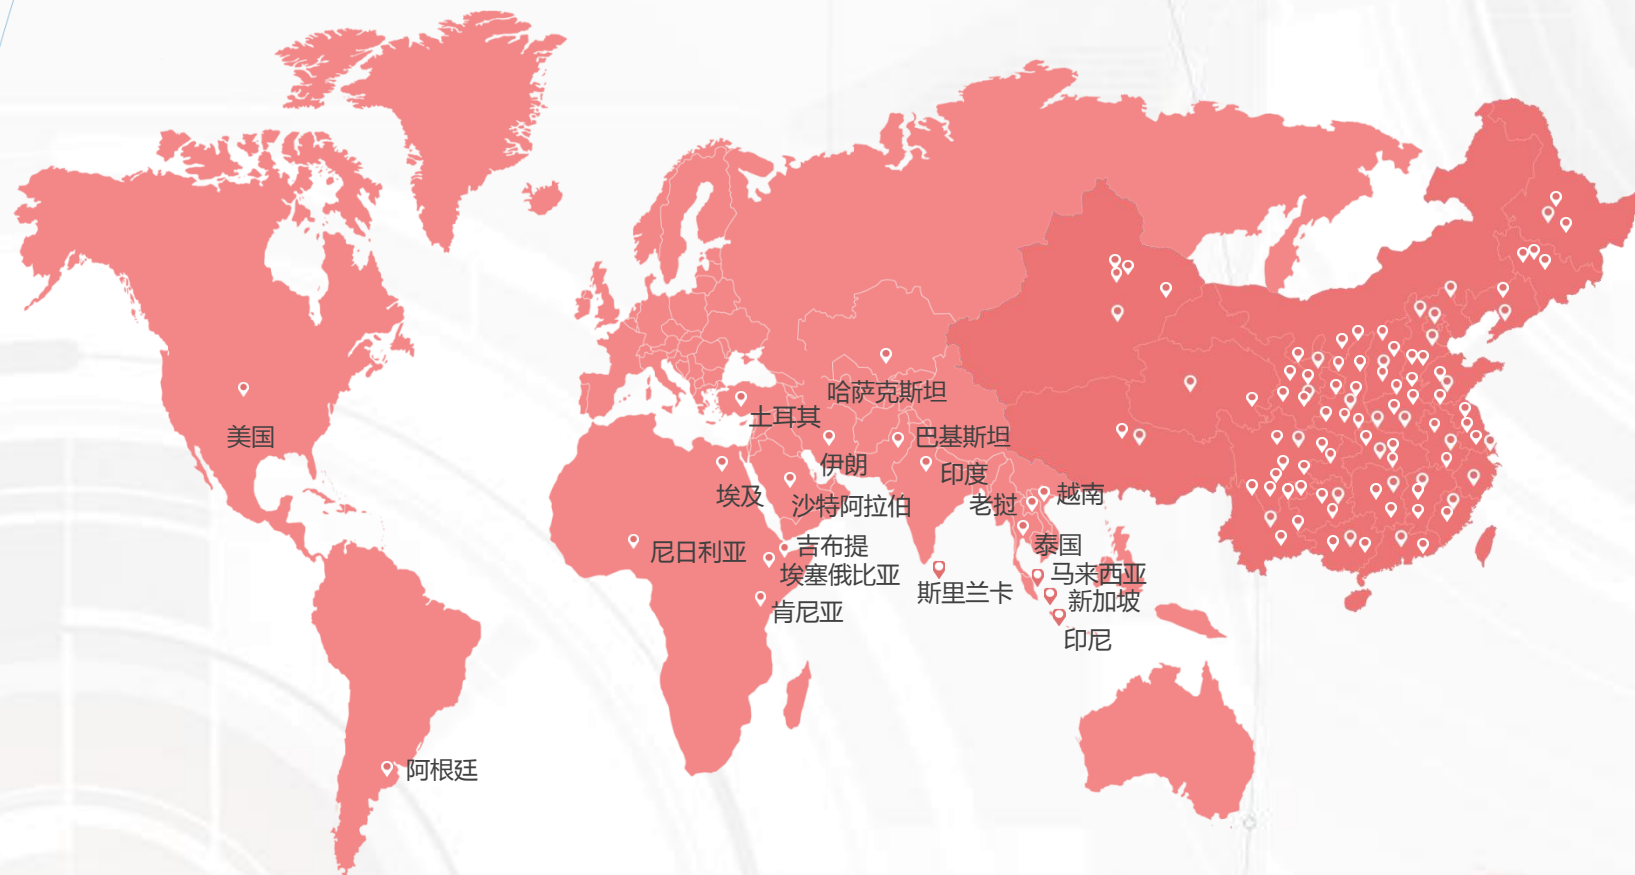 哈萨克斯坦
土耳其
美国
巴基斯坦
伊朗
印度
埃及
沙特阿拉伯
老挝
越南
尼日利亚
吉布提
泰国
埃塞俄比亚
马来西亚
斯里兰卡
新加坡
肯尼亚
印尼
阿根廷